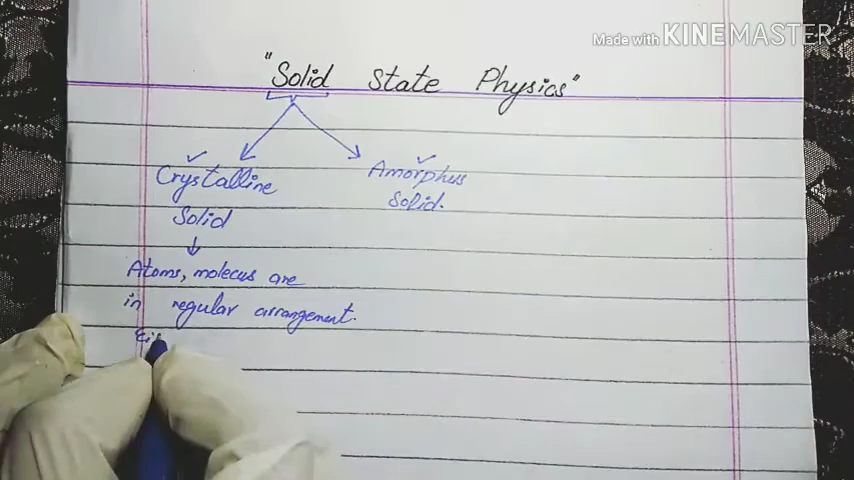 Made with KINEMASTER
"Solid State Physics"
Crystalline Amorphus
Solid Solid.
Atoms, molecus are
in regular arrangement.